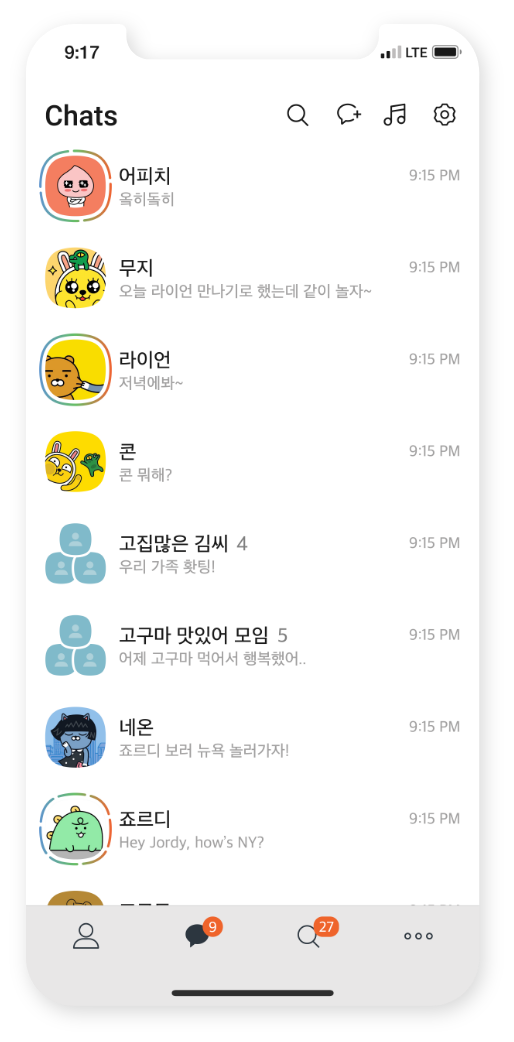 9:17
LTE
Chats
어피치
9:15 PM
옥히독히
무지
9:15 PM
오늘 라이언 만나기로 했는데 같이 놀자~
라이언
9:15 PM
저녁에봐~
콘
9:15 PM
콘 뭐해?
고집많은 김씨 4
9:15 PM
우리 가족 홧팅!
고구마 맛있어 모임 5
9:15 PM
어제 고구마 먹어서 행복했어..
네온
9:15 PM
죠르디 보러 뉴욕 놀러가자!
죠르디
9:15 PM
Hey Jordy, how's NY?
9
27